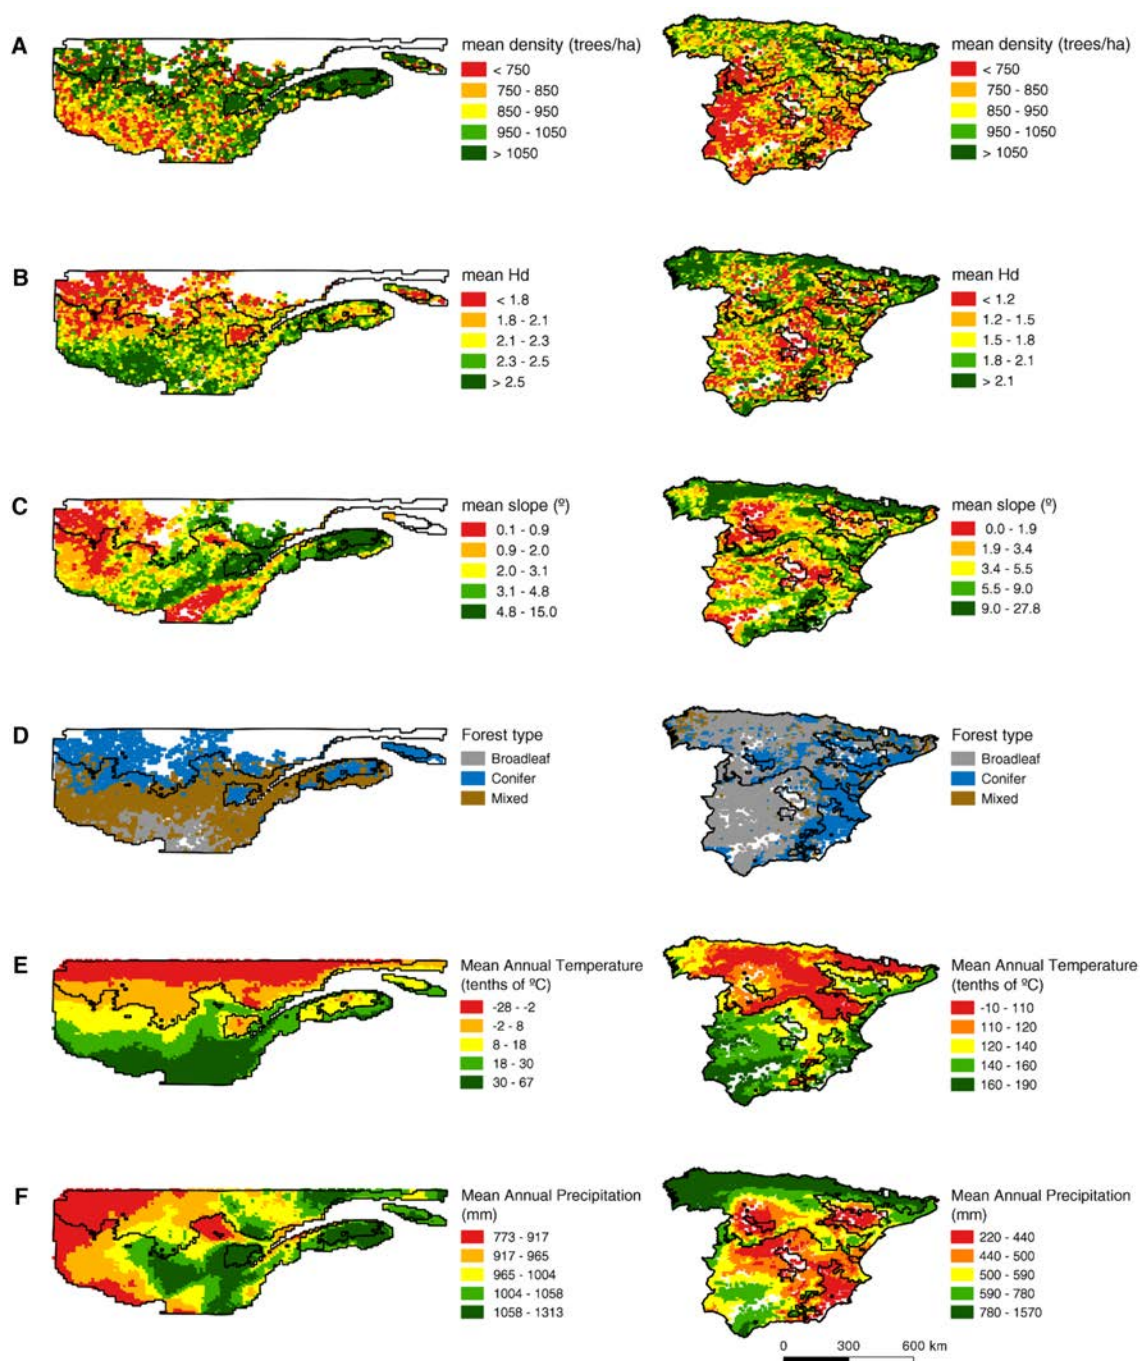 A
mean density (trees/ha)
< 750
750 - 850
850 - 950
950 - 1050
> 1050
mean density (trees/ha)
< 750
750 - 850
850 - 950
950 - 1050
> 1050
B
mean Hd
< 1.8
1.8 - 2.1
2.1 - 2.3
2.3 - 2.5
> 2.5
mean Hd
< 1.2
1.2 - 1.5
1.5 - 1.8
1.8 - 2.1
> 2.1
C
mean slope (º)
0.1 - 0.9
0.9 - 2.0
2.0 - 3.1
3.1 - 4.8
4.8 - 15.0
mean slope (º)
0.0 - 1.9
1.9 - 3.4
3.4 - 5.5
5.5 - 9.0
9.0 - 27.8
D
Forest type
Broadleaf
Conifer
Mixed
Forest type
Broadleaf
Conifer
Mixed
E
Mean Annual Temperature
(tenths of ºC)
-28 - -2
-2 - 8
8 - 18
18 - 30
30 - 67
Mean Annual Temperature
(tenths of ºC)
-10 - 110
110 - 120
120 - 140
140 - 160
160 - 190
F
Mean Annual Precipitation
(mm)
773 - 917
917 - 965
965 - 1004
1004 - 1058
1058 - 1313
Mean Annual Precipitation
(mm)
220 - 440
440 - 500
500 - 590
590 - 780
780 - 1570
0 300 600 km